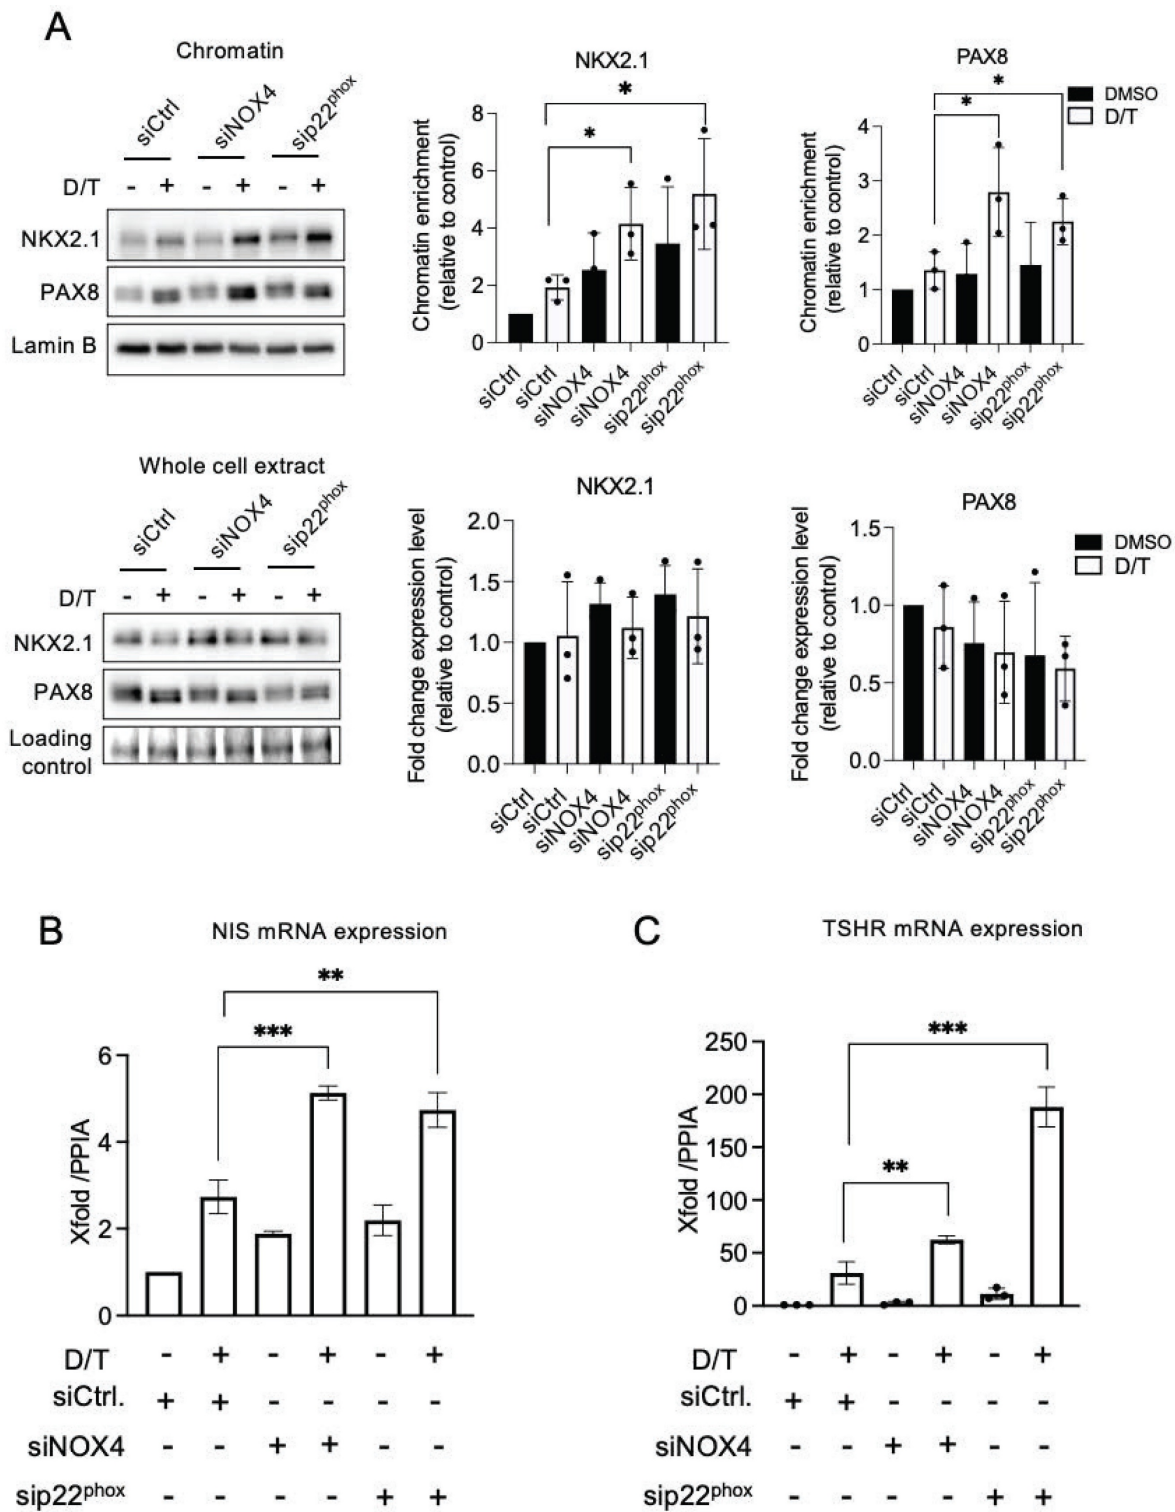 A
Chromatin
siCtrl siNOX4 sip22phox
D/T - + - + - +
NKX2.1
PAX8
Lamin B
NKX2.1
* *
Chromatin enrichment
(relative to control)
8
6
4
2
0
siCtrl siCtrl siNOX4 siNOX4 sip22phox sip22phox
PAX8
* *
DMSO
D/T
Chromatin enrichment
(relative to control)
4
3
2
1
0
siCtrl siCtrl siNOX4 siNOX4 sip22phox sip22phox
Whole cell extract
siCtrl siNOX4 sip22phox
D/T - + - + - +
NKX2.1
PAX8
Loading
control
NKX2.1
Fold change expression level
(relative to control)
2.0
1.5
1.0
0.5
0.0
siCtrl siCtrl siNOX4 siNOX4 sip22phox sip22phox
PAX8
DMSO
D/T
Fold change expression level
(relative to control)
1.5
1.0
0.5
0.0
siCtrl siCtrl siNOX4 siNOX4 sip22phox sip22phox
B
NIS mRNA expression
**
***
Xfold /PPIA
6
4
2
0
D/T - + - + - +
siCtrl. + + - - - -
siNOX4 - - + + - -
sip22phox - - - - + +
C
TSHR mRNA expression
***
**
Xfold /PPIA
250
200
150
100
50
0
D/T - + - + - +
siCtrl. + + - - - -
siNOX4 - - + + - -
sip22phox - - - - + +